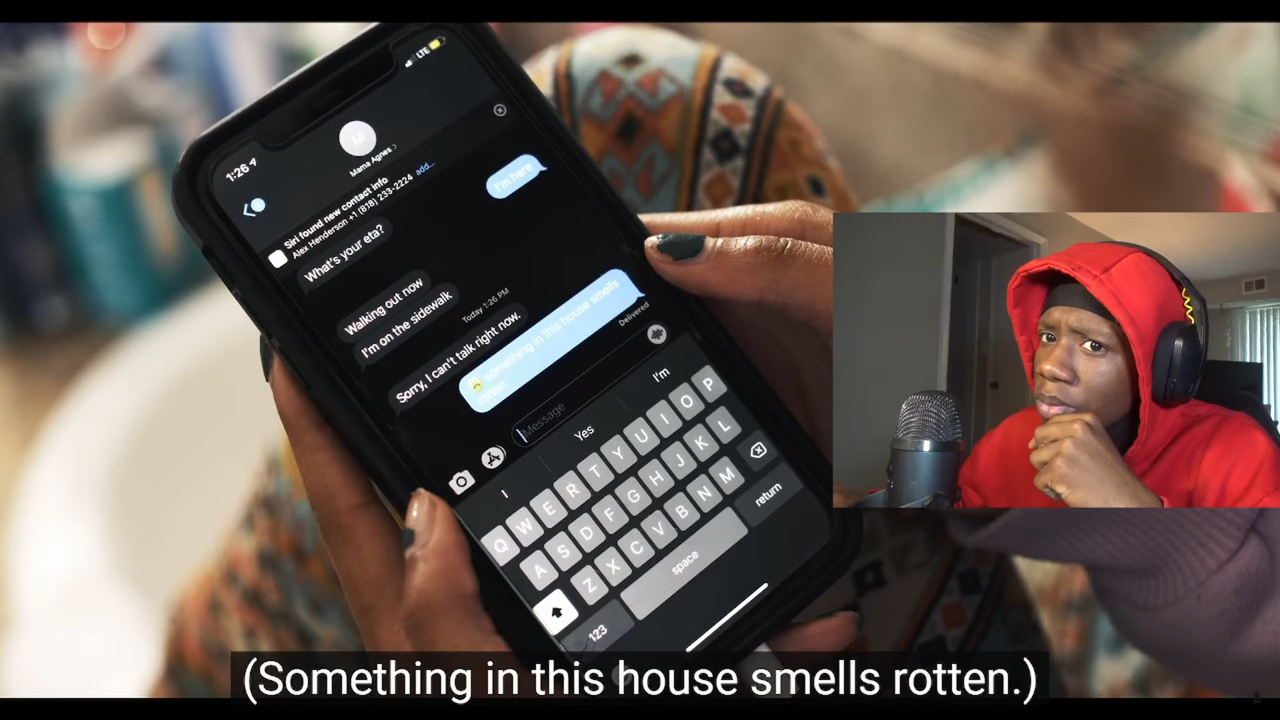 1:26
LTE
M
Mama Agnes
Siri found new contact info
Alex Henderson +1 (818) 233-2224 add...
I'm here
What's your eta?
Walking out now
I'm on the sidewalk
Today 1:26 PM
Sorry, I can't talk right now.
something in this house smells
Delivered
Message
I
Yes
I'm
Q W E R T Y U I O P
A S D F G H J K L
Z X C V B N M
123
space
return
(Something in this house smells rotten.)